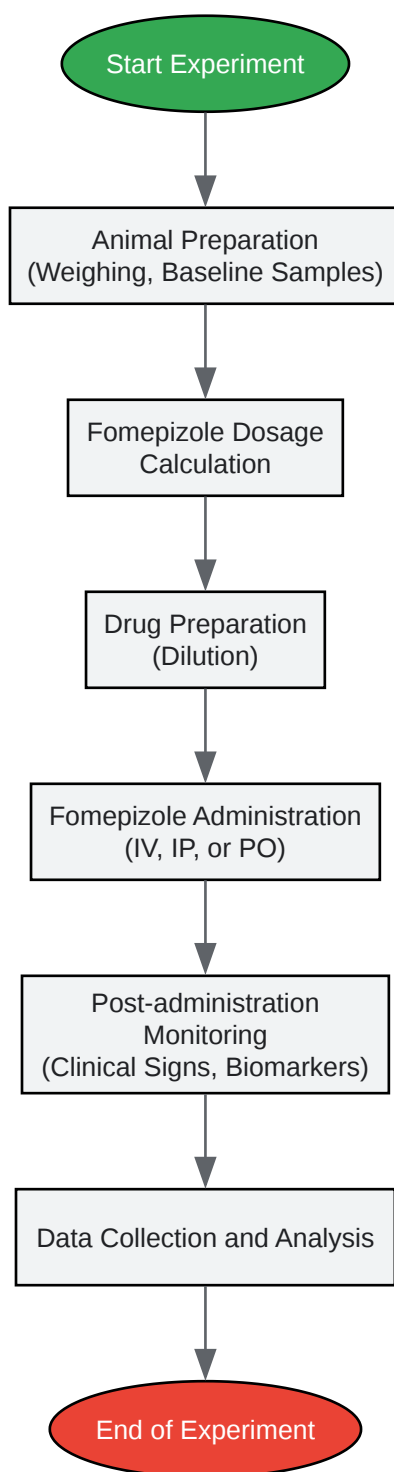 Start Experiment
Animal Preparation
(Weighing, Baseline Samples)
Fomepizole Dosage
Calculation
Drug Preparation
(Dilution)
Fomepizole Administration
(IV, IP, or PO)
Post-administration
Monitoring
(Clinical Signs, Biomarkers)
Data Collection and Analysis
End of Experiment